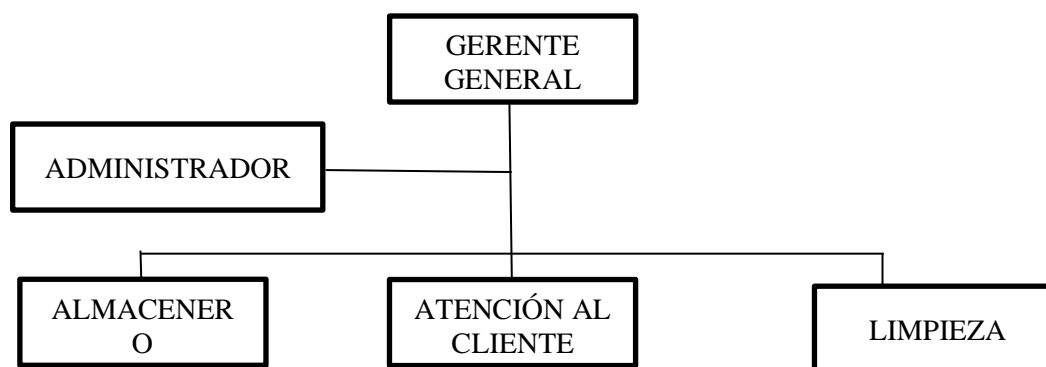 GERENTE
GENERAL
ADMINISTRADOR
ALMACENER
O
ATENCIÓN AL
CLIENTE
LIMPIEZA